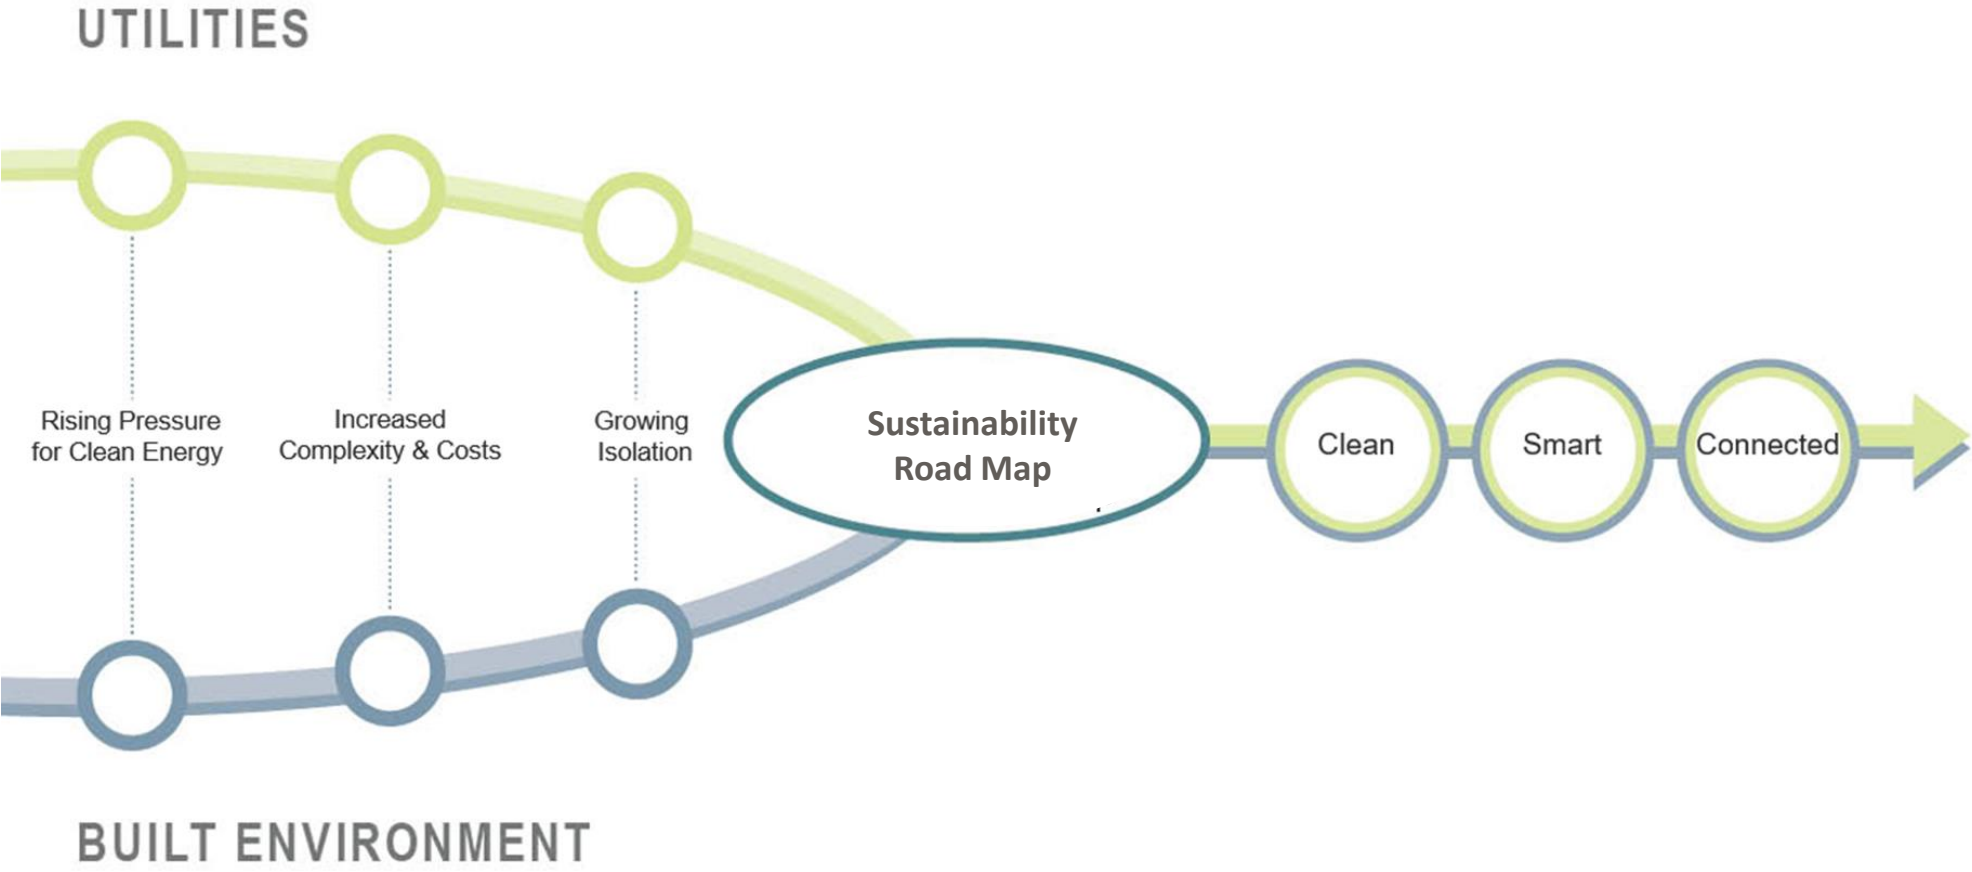 UTILITIES
Rising Pressure
for Clean Energy
Increased
Complexity & Costs
Growing
Isolation
Sustainability
Road Map
Clean
Smart
Connected
BUILT ENVIRONMENT